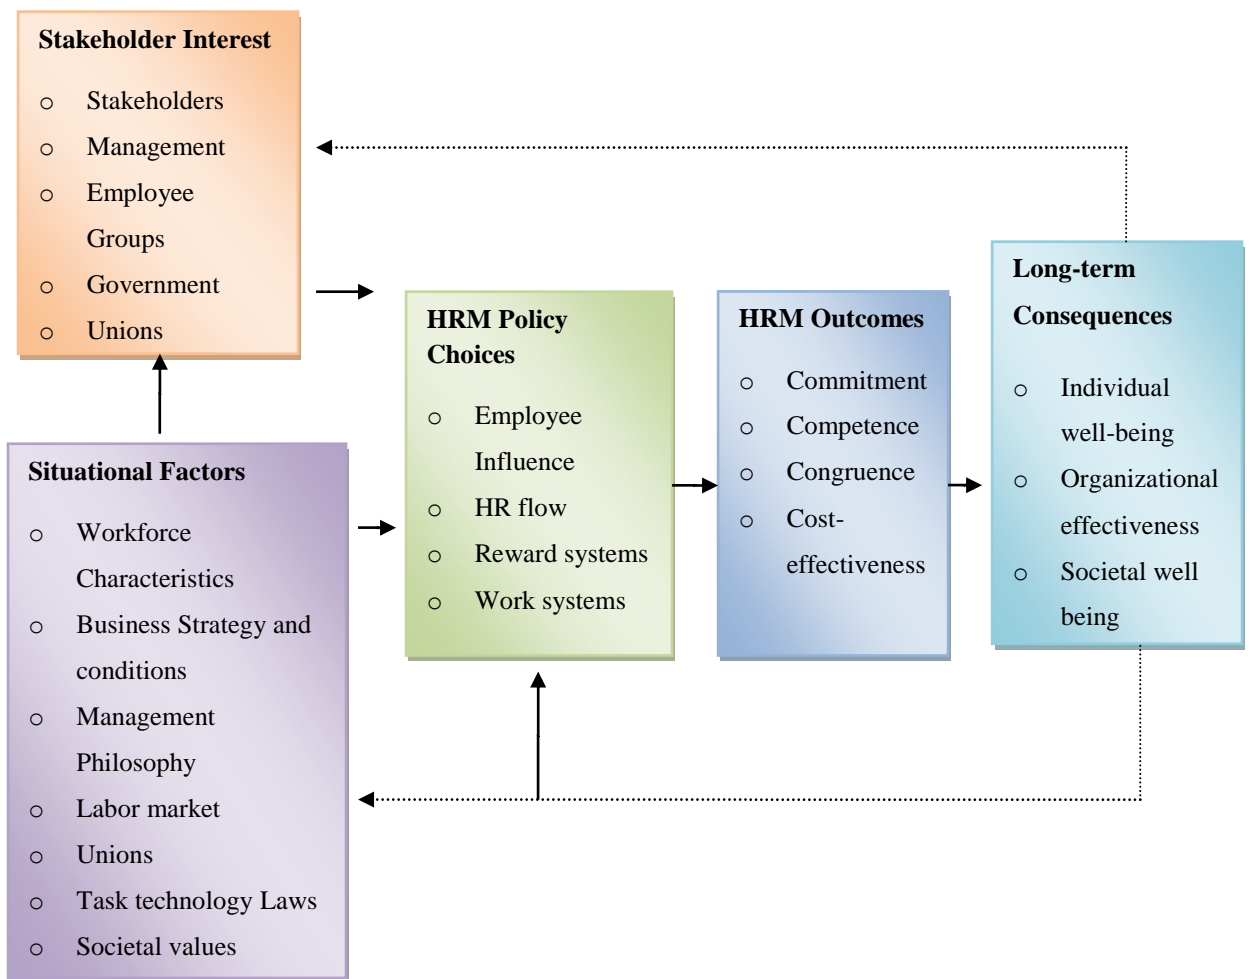 Stakeholder Interest
o Stakeholders
o Management
o Employee
Groups
o Government
o Unions
Situational Factors
o Workforce
Characteristics
o Business Strategy and
conditions
o Management
Philosophy
o Labor market
o Unions
o Task technology Laws
o Societal values
HRM Policy
Choices
o Employee
Influence
o HR flow
o Reward systems
o Work systems
HRM Outcomes
o Commitment
o Competence
o Congruence
o Cost-
effectiveness
Long-term
Consequences
o Individual
well-being
o Organizational
effectiveness
o Societal well
being